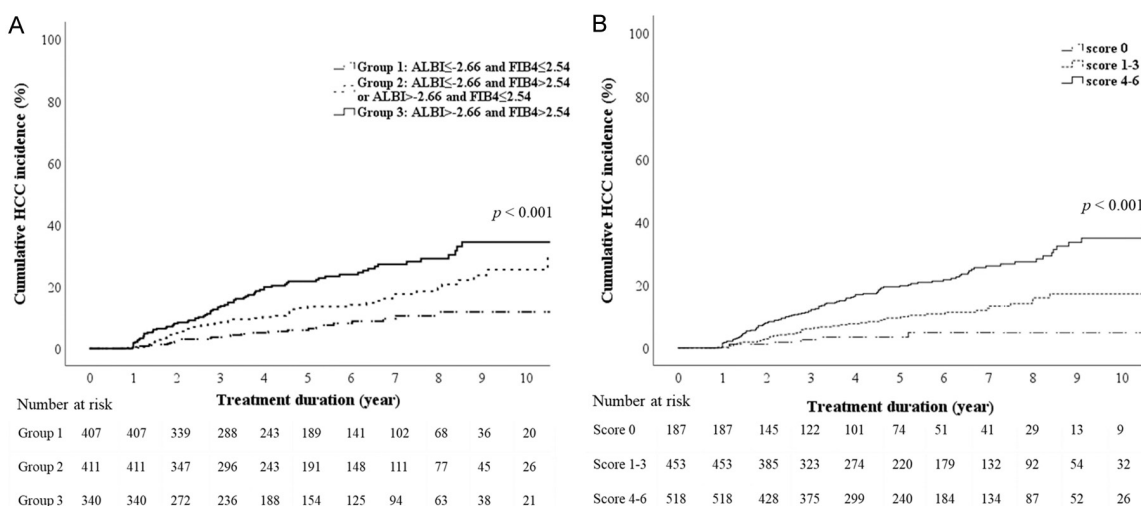 A
100
80
60
40
20
0
Cumulative HCC incidence (%)
Group 1: ALBI≤-2.66 and FIB4≤2.54
Group 2: ALBI≤-2.66 and FIB4>2.54
or ALBI>-2.66 and FIB4≤2.54
Group 3: ALBI>-2.66 and FIB4>2.54
p < 0.001
0 1 2 3 4 5 6 7 8 9 10
Number at risk Treatment duration (year)
Group 1 407 407 339 288 243 189 141 102 68 36 20
Group 2 411 411 347 296 243 191 148 111 77 45 26
Group 3 340 340 272 236 188 154 125 94 63 38 21
B
100
80
60
40
20
0
Cumulative HCC incidence (%)
score 0
score 1-3
score 4-6
p < 0.001
0 1 2 3 4 5 6 7 8 9 10
Number at risk Treatment duration (year)
Score 0 187 187 145 122 101 74 51 41 29 13 9
Score 1-3 453 453 385 323 274 220 179 132 92 54 32
Score 4-6 518 518 428 375 299 240 184 134 87 52 26